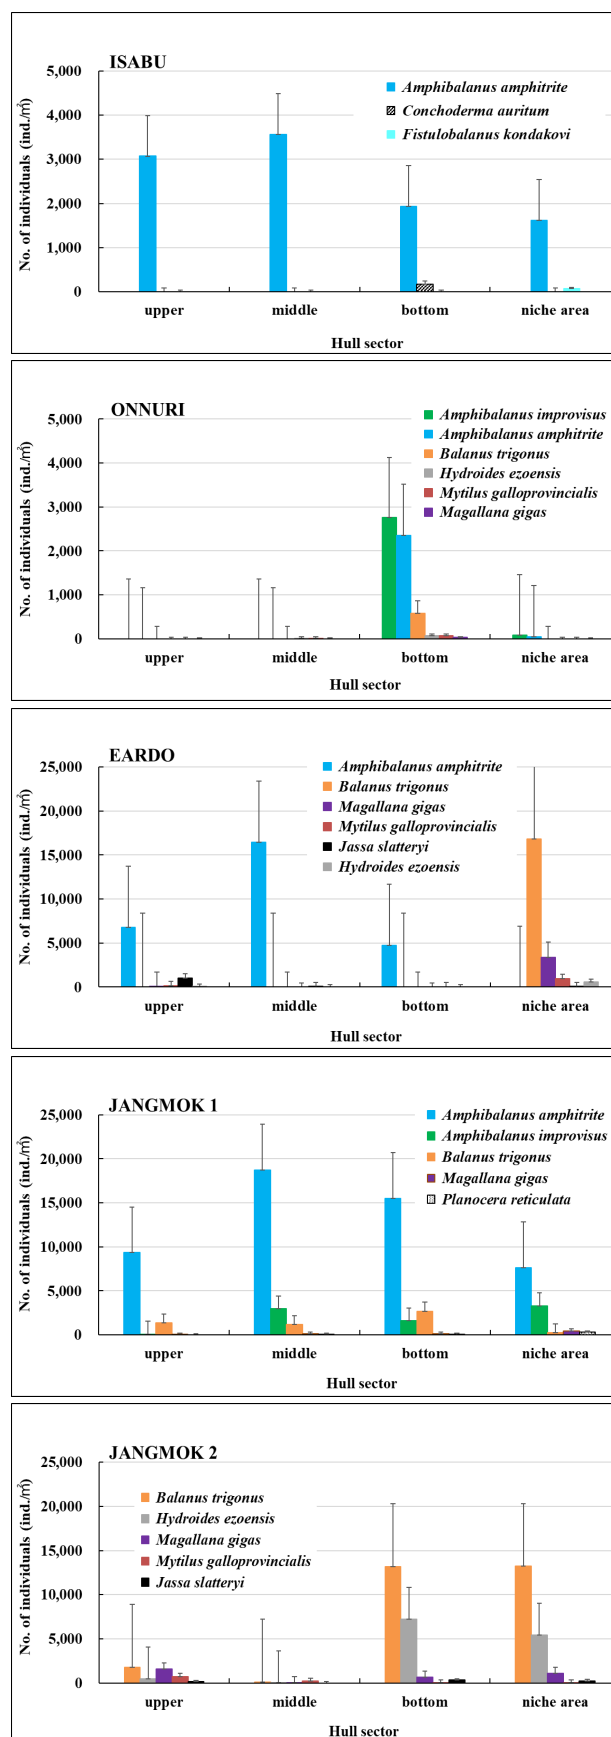 ISABU
5,000
4,000
3,000
2,000
1,000
0
No. of individuals (ind./㎡)
Amphibalanus amphitrite
Conchoderma auritum
Fistulobalanus kondakovi
upper middle bottom niche area
Hull sector
ONNURI
5,000
4,000
3,000
2,000
1,000
0
No. of individuals (ind./㎡)
Amphibalanus improvisus
Amphibalanus amphitrite
Balanus trigonus
Hydroides ezoensis
Mytilus galloprovincialis
Magallana gigas
upper middle bottom niche area
Hull sector
EARDO
25,000
20,000
15,000
10,000
5,000
0
No. of individuals (ind./㎡)
Amphibalanus amphitrite
Balanus trigonus
Magallana gigas
Mytilus galloprovincialis
Jassa slatteryi
Hydroides ezoensis
upper middle bottom niche area
Hull sector
JANGMOK 1
25,000
20,000
15,000
10,000
5,000
0
No. of individuals (ind./㎡)
Amphibalanus amphitrite
Amphibalanus improvisus
Balanus trigonus
Magallana gigas
Planocera reticulata
upper middle bottom niche area
Hull sector
JANGMOK 2
25,000
20,000
15,000
10,000
5,000
0
No. of individuals (ind./㎡)
Balanus trigonus
Hydroides ezoensis
Magallana gigas
Mytilus galloprovincialis
Jassa slatteryi
upper middle bottom niche area
Hull sector